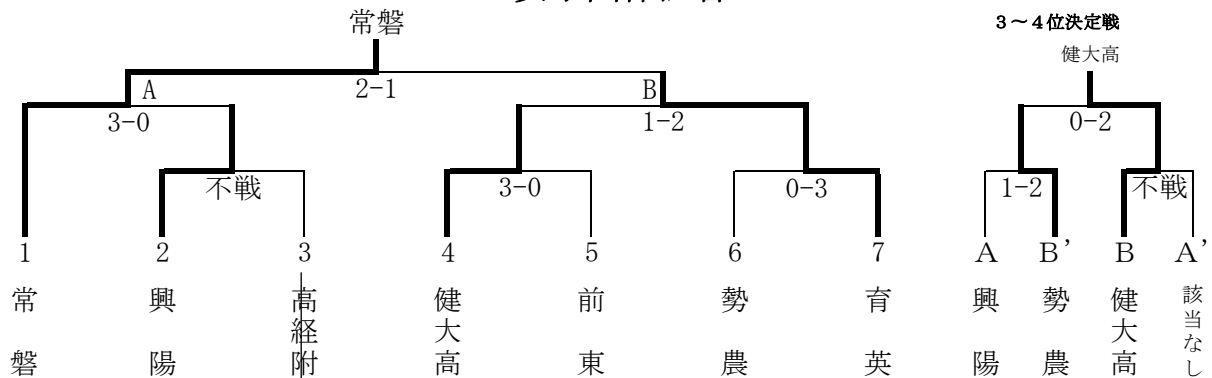 常磐
3～4位決定戦
健大高
A
2-1
B
3-0
1-2
0-2
不戦
3-0
0-3
1-2
不戦
1
2
3
4
5
6
7
A
B'
B
A'
常磐
興陽
高経附
健大高
前東
勢農
育英
興陽
勢農
健大高
該当なし